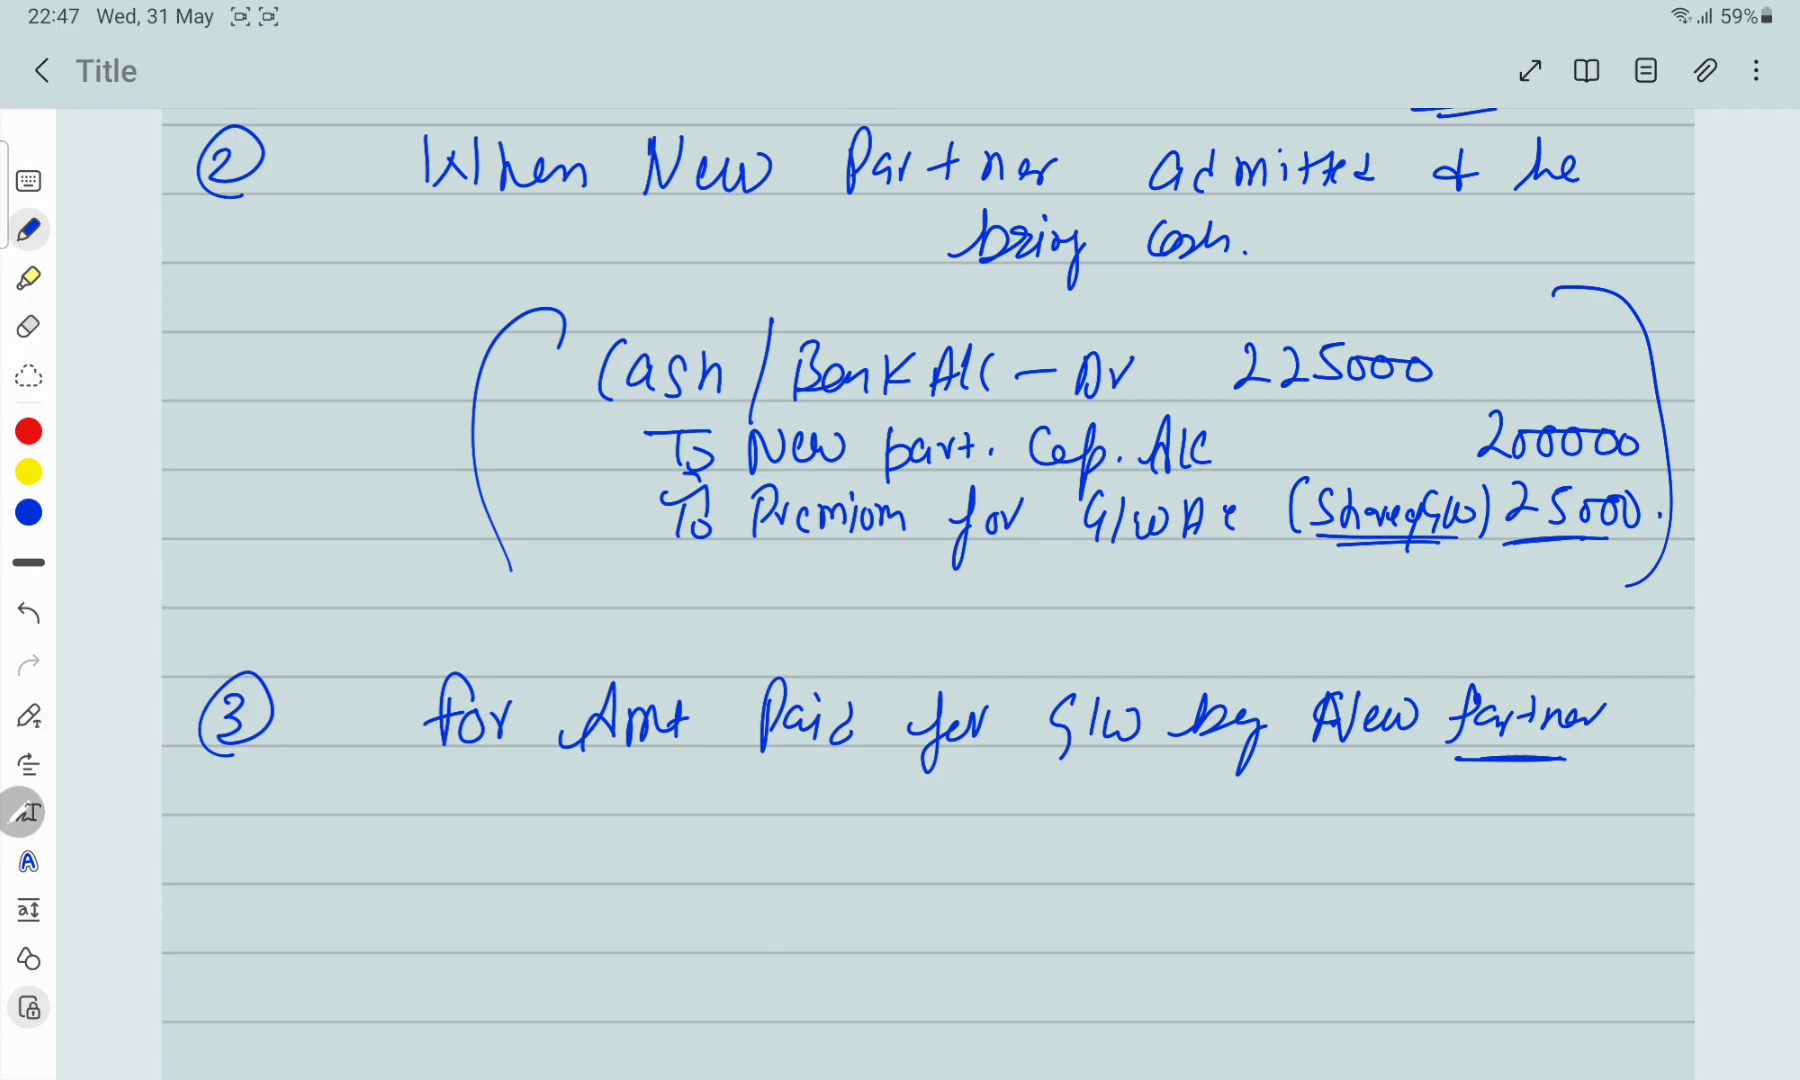 22:47 Wed, 31 May 59%
Title
② When New Partner admitted & he
bring Cash.
Cash / Bank A/c - Dr 225000
To New part. Cap. A/c 200000
To Premium for G/w A/c (Share of G/w) 25000.
③ for Amt Paid for G/w by New Partner